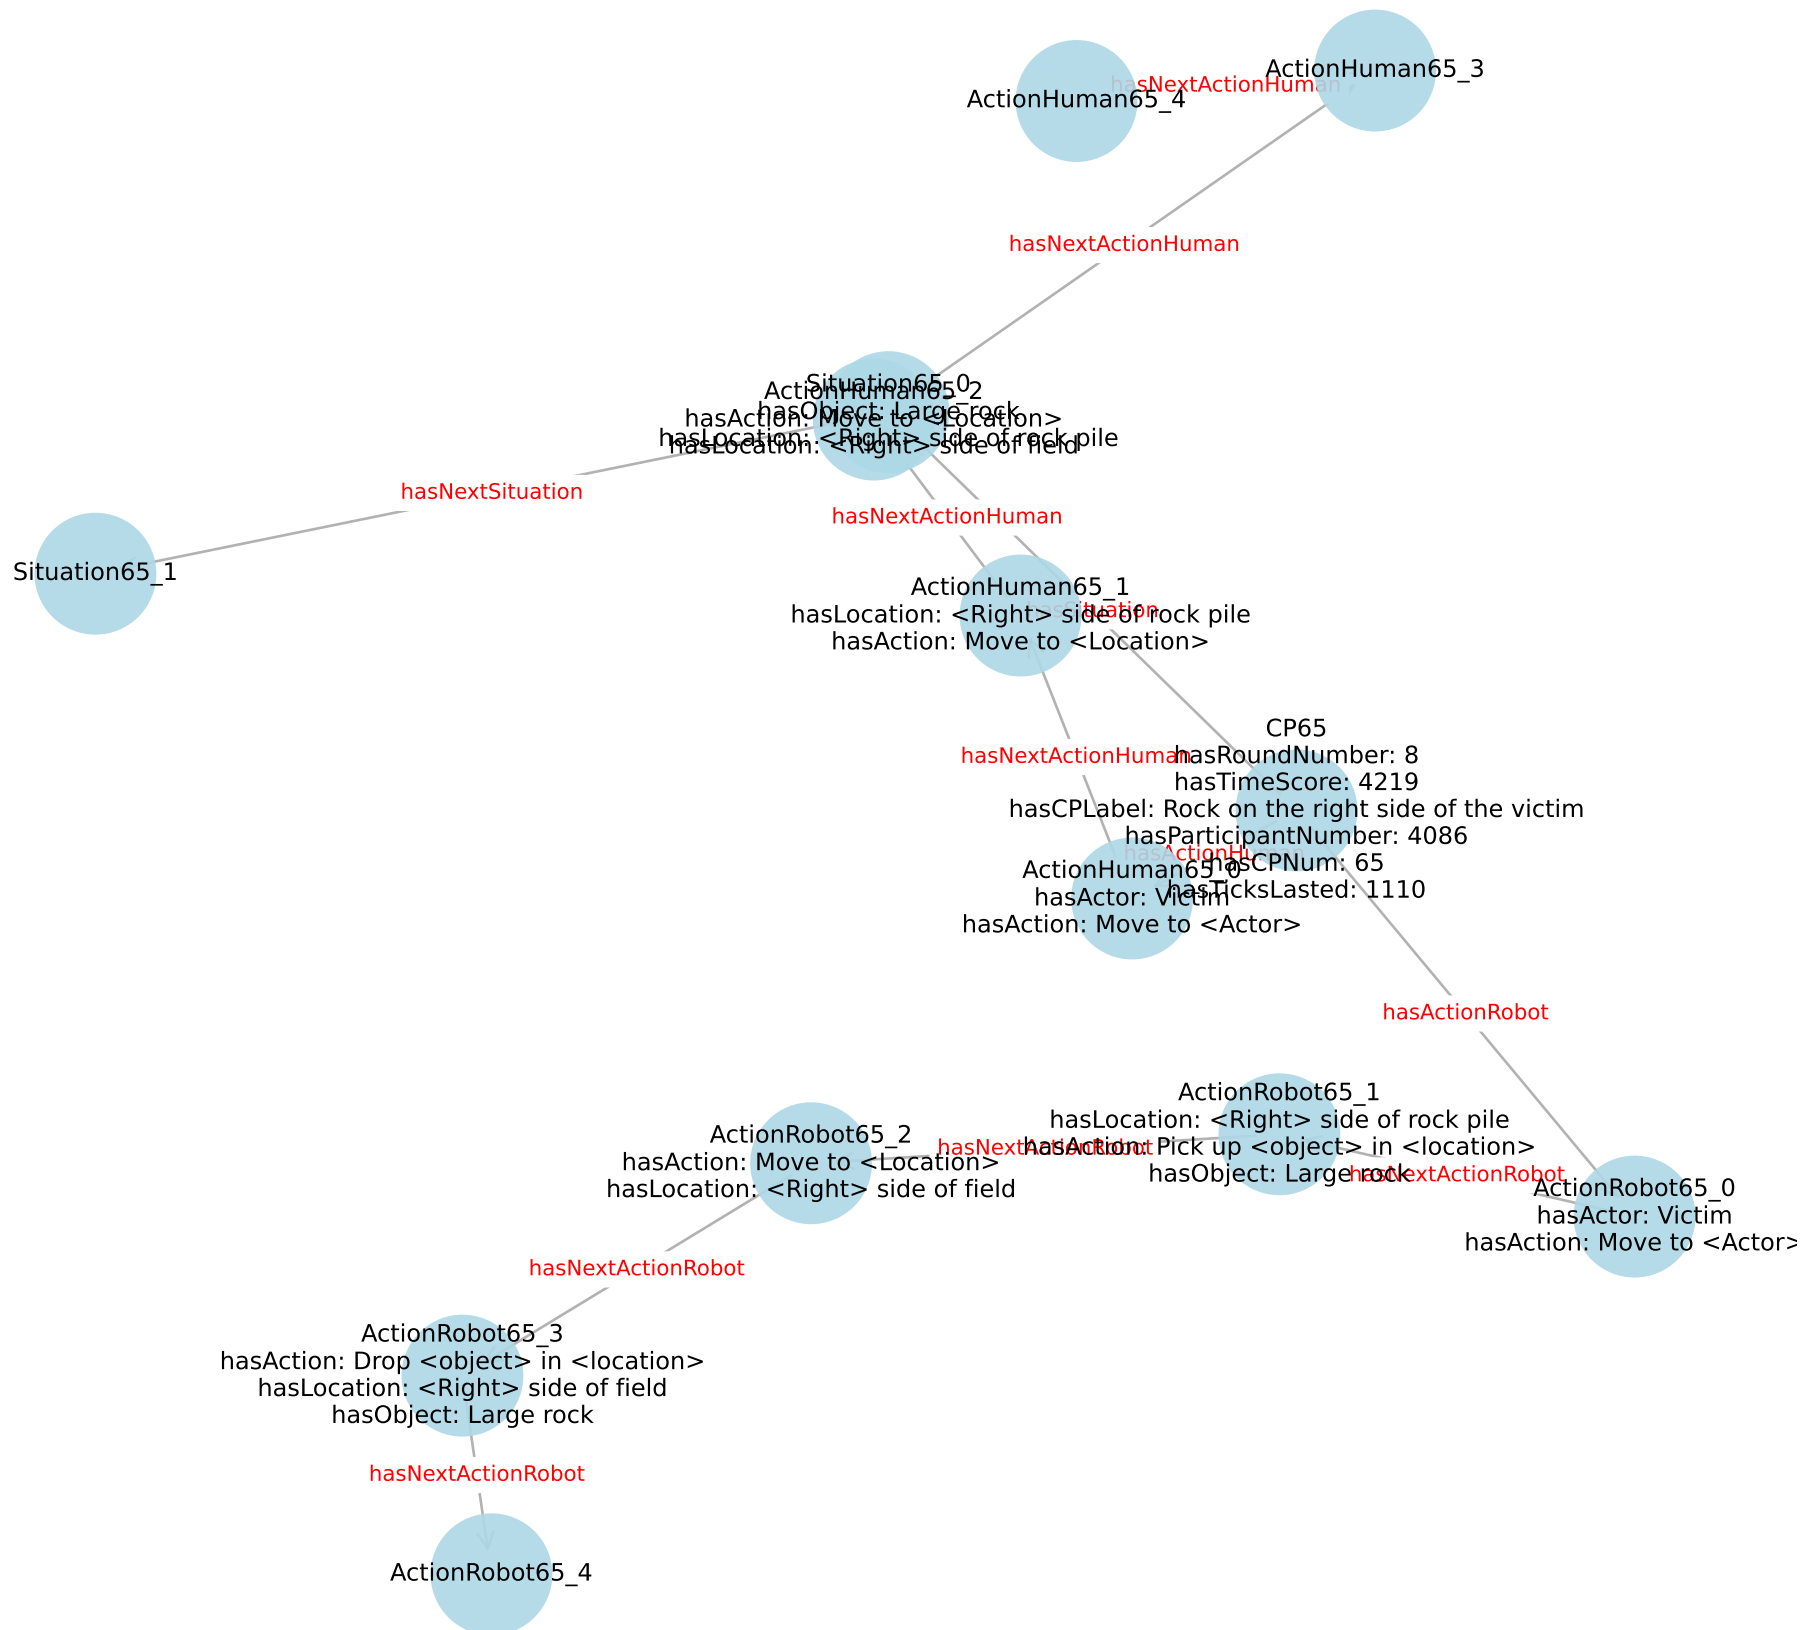 ActionHuman65_3
hasNextActionHuman
ActionHuman65_4
hasNextActionHuman
Situation65_0
hasObject: Large rock
hasLocation: <Right> side of rock pile
ActionHuman65_2
hasAction: Move to <Location>
hasLocation: <Right> side of field
hasNextSituation
hasNextActionHuman
Situation65_1
ActionHuman65_1
hasLocation: <Right> side of rock pile
hasAction: Move to <Location>
hasSituation
hasNextActionHuman
CP65
hasRoundNumber: 8
hasTimeScore: 4219
hasCPLabel: Rock on the right side of the victim
hasParticipantNumber: 4086
hasCPNum: 65
hasTicksLasted: 1110
hasActionHuman
ActionHuman65_0
hasActor: Victim
hasAction: Move to <Actor>
hasActionRobot
ActionRobot65_1
hasLocation: <Right> side of rock pile
hasAction: Pick up <object> in <location>
hasObject: Large rock
hasNextActionRobot
hasNextActionRobot
ActionRobot65_2
hasAction: Move to <Location>
hasLocation: <Right> side of field
ActionRobot65_0
hasActor: Victim
hasAction: Move to <Actor>
hasNextActionRobot
ActionRobot65_3
hasAction: Drop <object> in <location>
hasLocation: <Right> side of field
hasObject: Large rock
hasNextActionRobot
ActionRobot65_4